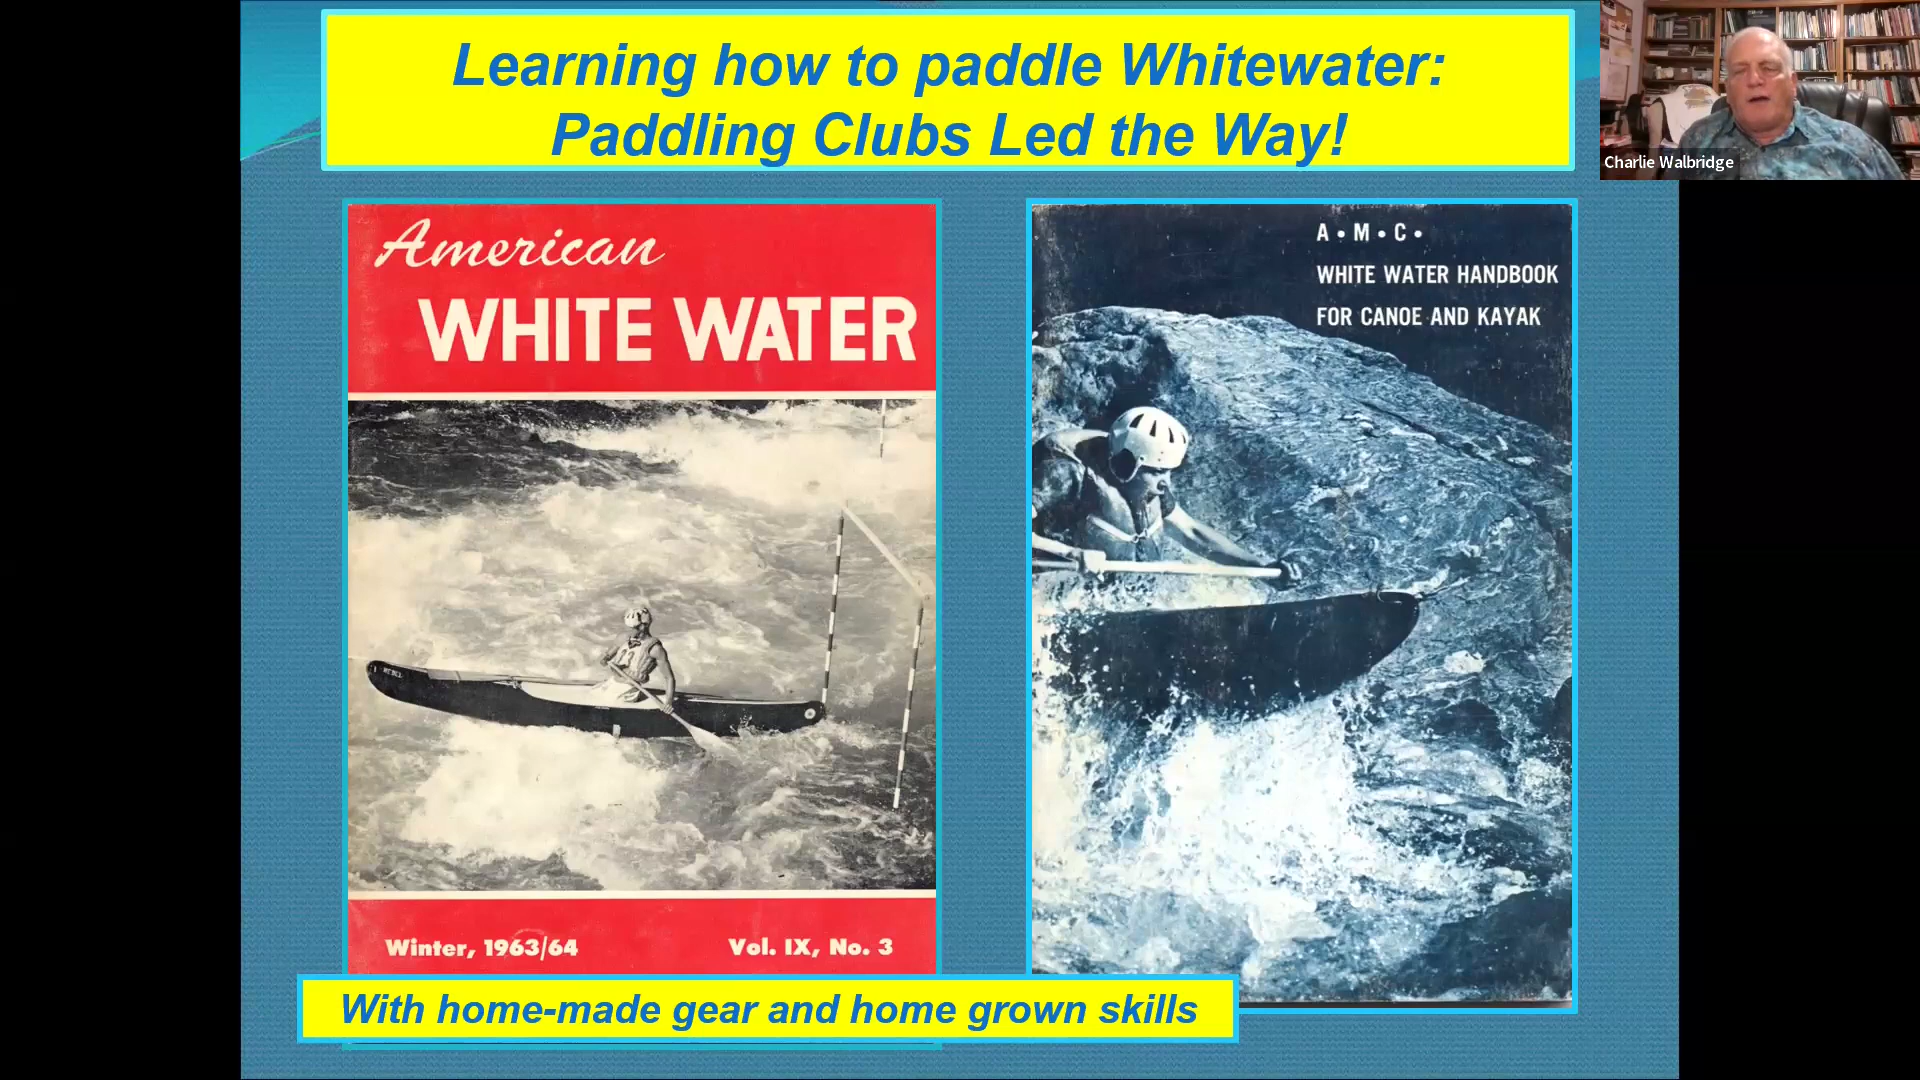 Learning how to paddle Whitewater:
Paddling Clubs Led the Way!
Charlie Walbridge
American
WHITE WATER
Winter, 1963/64
Vol. IX, No. 3
A • M • C •
WHITE WATER HANDBOOK
FOR CANOE AND KAYAK
With home-made gear and home grown skills